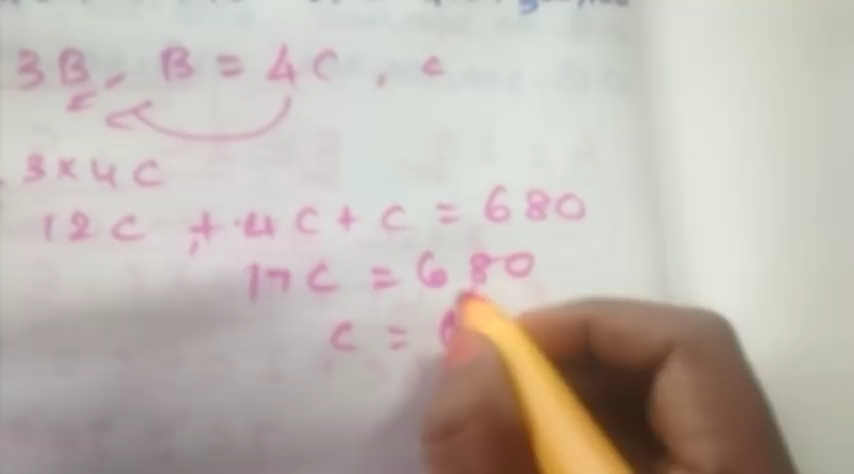 3B, B = 4C, C
3 x 4C
12C + 4C + C = 680
17C = 680
C =